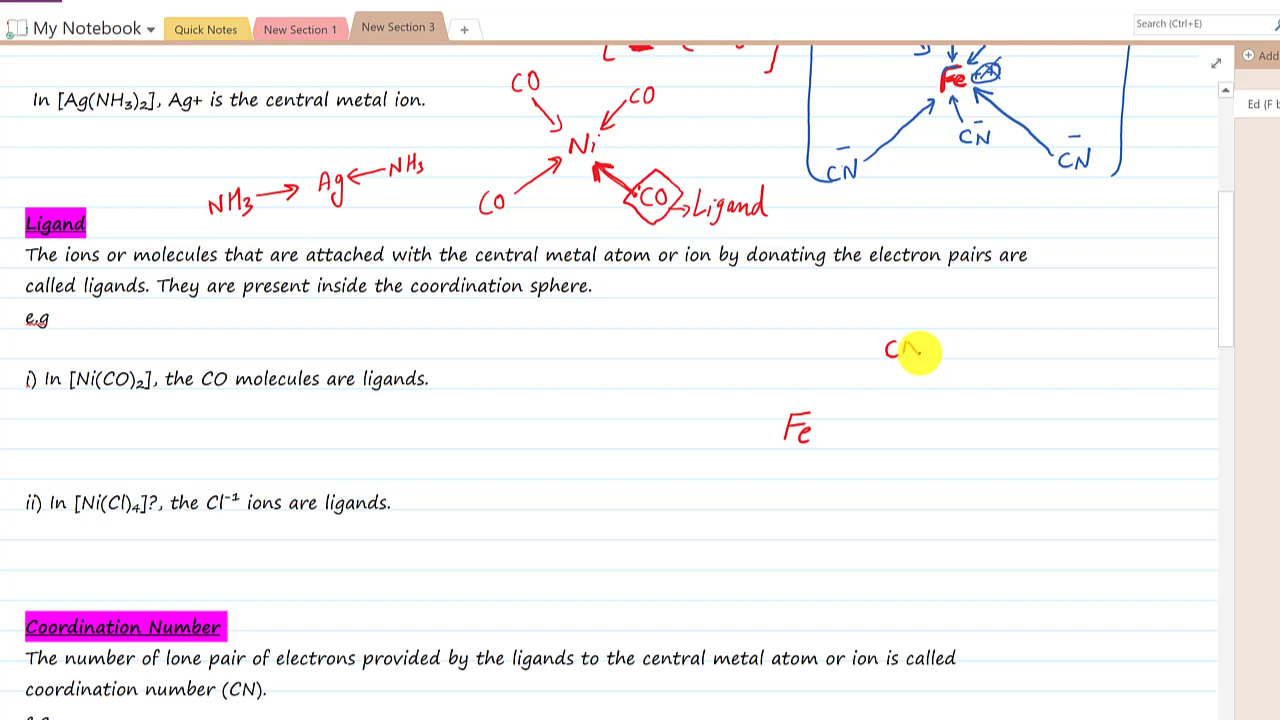 My Notebook
Quick Notes
New Section 1
New Section 3
Search (Ctrl+E)
Add
Ed {F b
In [Ag(NH₃)₂], Ag+ is the central metal ion.
CO
CO
Ni
CO
CO
Ligand
NH₃
Ag
NH₃
Fe
C̄N
C̄N
C̄N
Ligand
The ions or molecules that are attached with the central metal atom or ion by donating the electron pairs are
called ligands. They are present inside the coordination sphere.
e.g
CN
i) In [Ni(CO)₂], the CO molecules are ligands.
Fe
ii) In [Ni(Cl)₄]?, the Cl⁻¹ ions are ligands.
Coordination Number
The number of lone pair of electrons provided by the ligands to the central metal atom or ion is called
coordination number (CN).